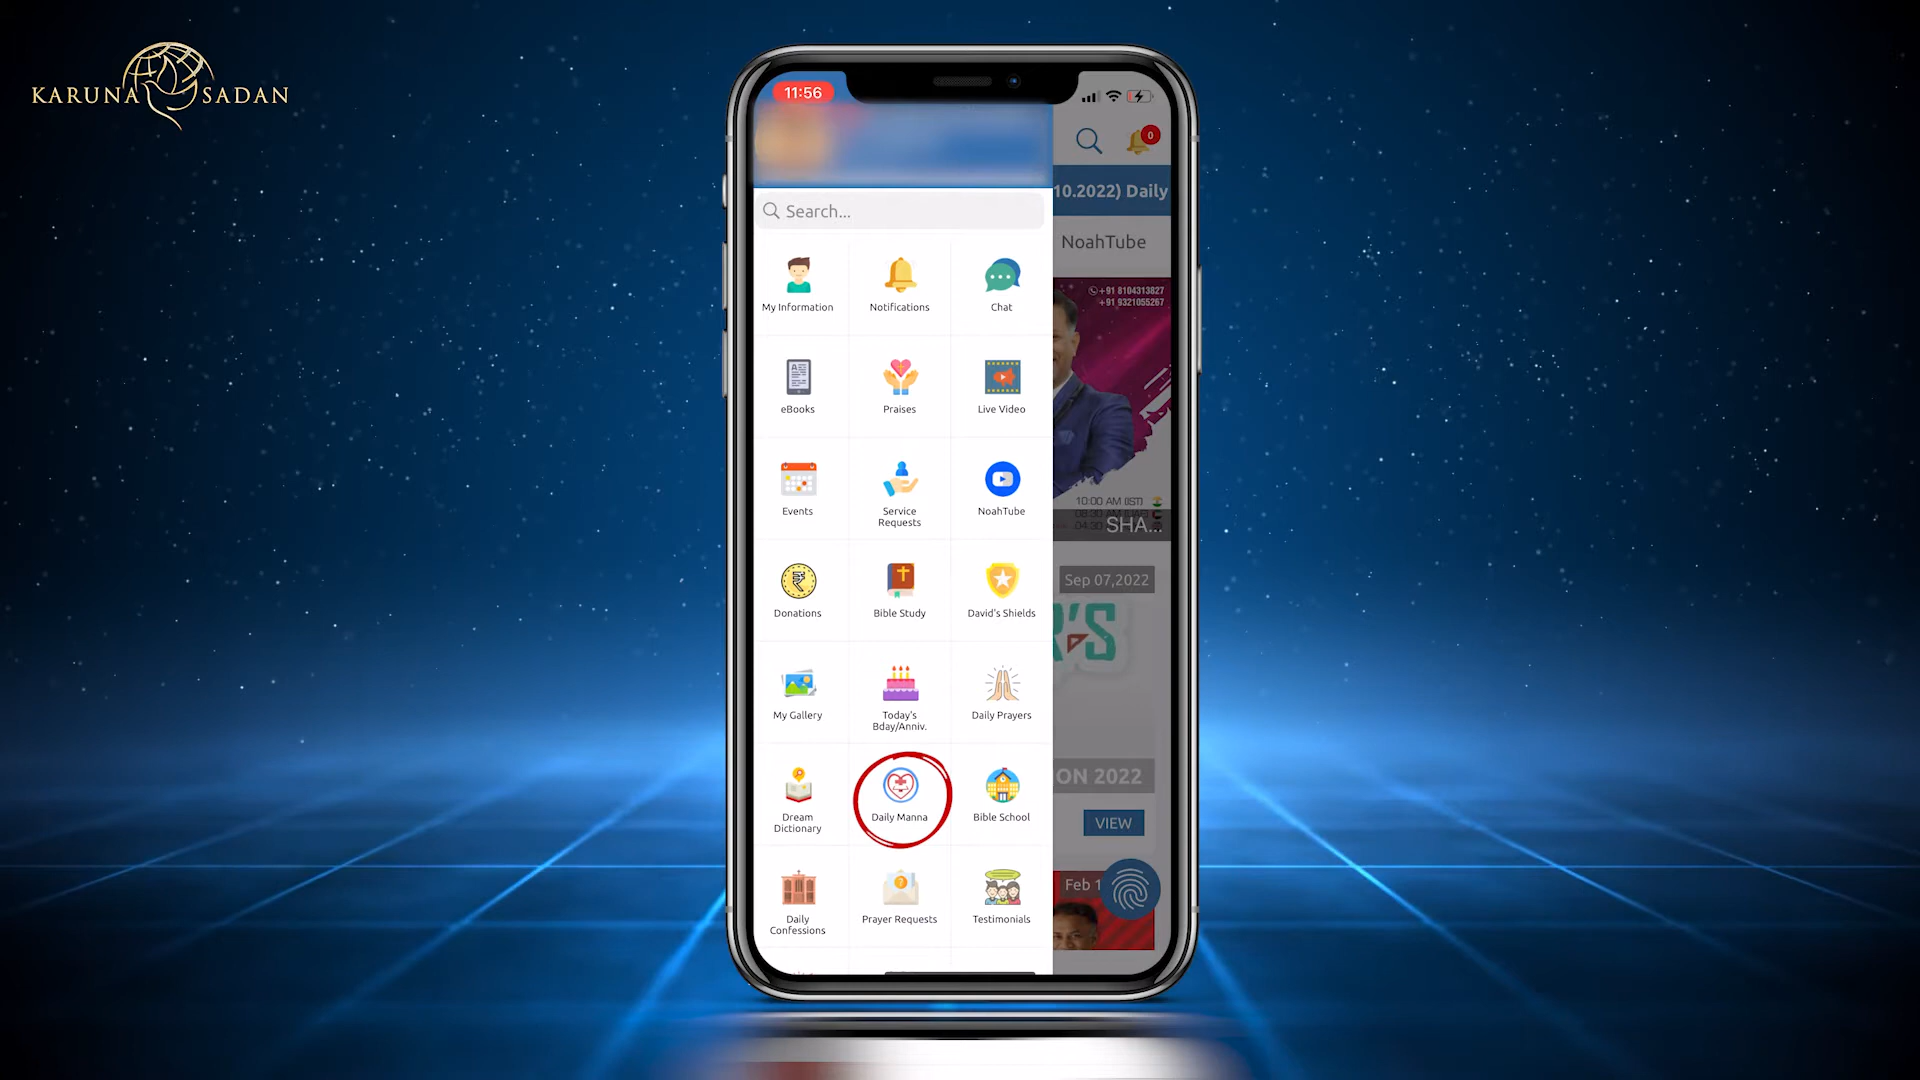 KARUNA SADAN
11:56
0
10.2022) Daily
Search...
NoahTube
My Information
Notifications
Chat
+91 8104313827
+91 9321055267
eBooks
Praises
Live Video
Events
Service
Requests
NoahTube
10:00 AM (IST)
SHA...
Donations
Bible Study
David's Shields
Sep 07,2022
R'S
My Gallery
Today's
Bday/Anniv.
Daily Prayers
ON 2022
Dream
Dictionary
Daily Manna
Bible School
VIEW
Feb 1
Daily
Confessions
Prayer Requests
Testimonials